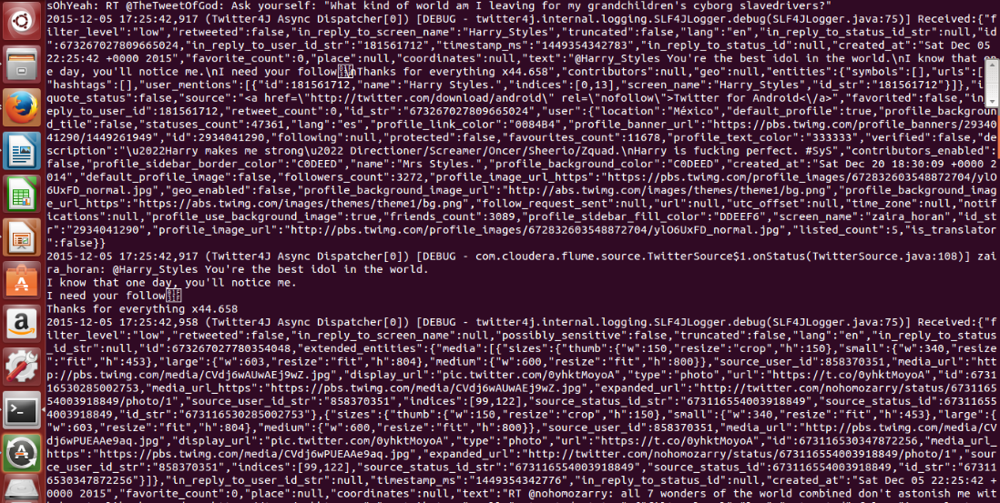 sOhYeah: RT @TheTweetOfGod: Ask yourself: "What kind of world am I leaving for my grandchildren's cyborg slavedrivers?"
2015-12-05 17:25:42,917 (Twitter4J Async Dispatcher[0]) [DEBUG - twitter4j.internal.logging.SLF4JLogger.debug(SLF4JLogger.java:75)] Received:{"f
ilter_level":"low","retweeted":false,"in_reply_to_screen_name":"Harry_Styles","truncated":false,"lang":"en","in_reply_to_status_id_str":null,"id
":673267027809665024,"in_reply_to_user_id_str":"181561712","timestamp_ms":"1449354342783","in_reply_to_status_id":null,"created_at":"Sat Dec 05
22:25:42 +0000 2015","favorite_count":0,"place":null,"coordinates":null,"text":"@Harry_Styles You're the best idol in the world.\nI know that on
e day, you'll notice me.\nI need your follow\nThanks for everything x44.658","contributors":null,"geo":null,"entities":{"symbols":[],"urls":[],
"hashtags":[],"user_mentions":[{"id":181561712,"name":"Harry Styles.","indices":[0,13],"screen_name":"Harry_Styles","id_str":"181561712"}]},"is_
quote_status":false,"source":"<a href=\"http://twitter.com/download/android\" rel=\"nofollow\">Twitter for Android<\/a>","favorited":false,"in_r
eply_to_user_id":181561712,"retweet_count":0,"id_str":"673267027809665024","user":{"location":"México","default_profile":true,"profile_backgroun
d_tile":false,"statuses_count":47361,"lang":"es","profile_link_color":"0084B4","profile_banner_url":"https://pbs.twimg.com/profile_banners/2934
041290/1449261949","id":2934041290,"following":null,"protected":false,"favourites_count":11678,"profile_text_color":"333333","verified":false,"de
scription":"\u2022Harry makes me strong\u2022 Directioner/Screamer/Oncer/Sheerio/Zquad.\nHarry is fucking perfect. #SyS","contributors_enabled":
false,"profile_sidebar_border_color":"C0DEED","name":"Mrs Styles.","profile_background_color":"C0DEED","created_at":"Sat Dec 20 18:30:09 +0000 2
014","default_profile_image":false,"followers_count":3272,"profile_image_url_https":"https://pbs.twimg.com/profile_images/672832603548872704/ylO
6UxFD_normal.jpg","geo_enabled":false,"profile_background_image_url":"http://abs.twimg.com/images/themes/theme1/bg.png","profile_background_imag
e_url_https":"https://abs.twimg.com/images/themes/theme1/bg.png","follow_request_sent":null,"url":null,"utc_offset":null,"time_zone":null,"notif
ications":null,"profile_use_background_image":true,"friends_count":3089,"profile_sidebar_fill_color":"DDEEF6","screen_name":"zaira_horan","id_st
r":"2934041290","profile_image_url":"http://pbs.twimg.com/profile_images/672832603548872704/ylO6UxFD_normal.jpg","listed_count":5,"is_translator
":false}}
2015-12-05 17:25:42,917 (Twitter4J Async Dispatcher[0]) [DEBUG - com.cloudera.flume.source.TwitterSource$1.onStatus(TwitterSource.java:108)] zai
ra_horan: @Harry_Styles You're the best idol in the world.
I know that one day, you'll notice me.
I need your follow
Thanks for everything x44.658
2015-12-05 17:25:42,958 (Twitter4J Async Dispatcher[0]) [DEBUG - twitter4j.internal.logging.SLF4JLogger.debug(SLF4JLogger.java:75)] Received:{"f
ilter_level":"low","retweeted":false,"in_reply_to_screen_name":null,"possibly_sensitive":false,"truncated":false,"lang":"en","in_reply_to_status
_id_str":null,"id":673267027780354048,"extended_entities":{"media":[{"sizes":{"thumb":{"w":150,"resize":"crop","h":150},"small":{"w":340,"resize
":"fit","h":453},"large":{"w":603,"resize":"fit","h":804},"medium":{"w":600,"resize":"fit","h":800}},"source_user_id":858370351,"media_url":"htt
p://pbs.twimg.com/media/CVdj6wAUwAEj9wZ.jpg","display_url":"pic.twitter.com/0yhktMoyoA","type":"photo","url":"https://t.co/0yhktMoyoA","id":6731
16530285002753,"media_url_https":"https://pbs.twimg.com/media/CVdj6wAUwAEj9wZ.jpg","expanded_url":"http://twitter.com/nohomozarry/status/6731165
54003918849/photo/1","source_user_id_str":"858370351","indices":[99,122],"source_status_id_str":"673116554003918849","source_status_id":67311655
4003918849,"id_str":"673116530285002753"},{"sizes":{"thumb":{"w":150,"resize":"crop","h":150},"small":{"w":340,"resize":"fit","h":453},"large":{
"w":603,"resize":"fit","h":804},"medium":{"w":600,"resize":"fit","h":800}},"source_user_id":858370351,"media_url":"http://pbs.twimg.com/media/CV
dj6wPUEAAe9aq.jpg","display_url":"pic.twitter.com/0yhktMoyoA","type":"photo","url":"https://t.co/0yhktMoyoA","id":673116530347872256,"media_url_
https":"https://pbs.twimg.com/media/CVdj6wPUEAAe9aq.jpg","expanded_url":"http://twitter.com/nohomozarry/status/673116554003918849/photo/1","sour
ce_user_id_str":"858370351","indices":[99,122],"source_status_id_str":"673116554003918849","source_status_id":673116554003918849,"id_str":"67311
6530347872256"}]},"in_reply_to_user_id_str":null,"timestamp_ms":"1449354342776","in_reply_to_status_id":null,"created_at":"Sat Dec 05 22:25:42 +
0000 2015","favorite_count":0,"place":null,"coordinates":null,"text":"RT @nohomozarry: all 7 wonders of the world combined don't astonish me wit